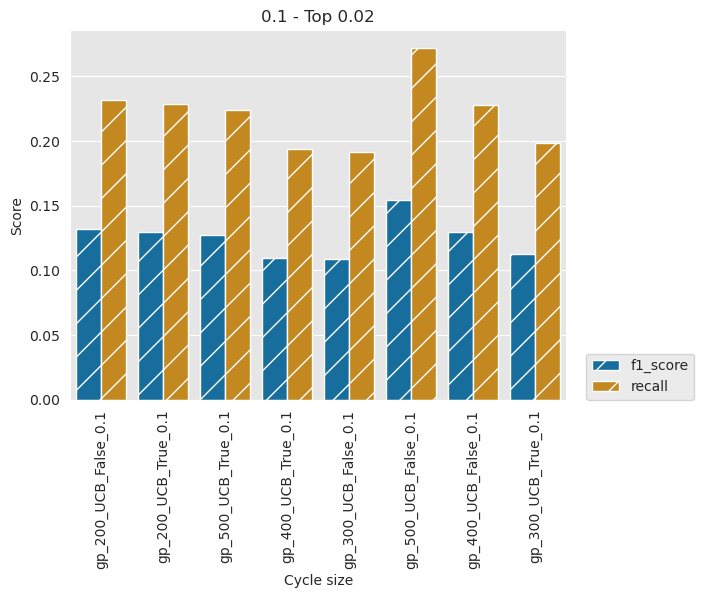 0.1 - Top 0.02
Score
0.25
0.20
0.15
0.10
0.05
0.00
gp_200_UCB_False_0.1
gp_200_UCB_True_0.1
gp_500_UCB_True_0.1
gp_400_UCB_True_0.1
gp_300_UCB_False_0.1
gp_500_UCB_False_0.1
gp_400_UCB_False_0.1
gp_300_UCB_True_0.1
Cycle size
f1_score
recall